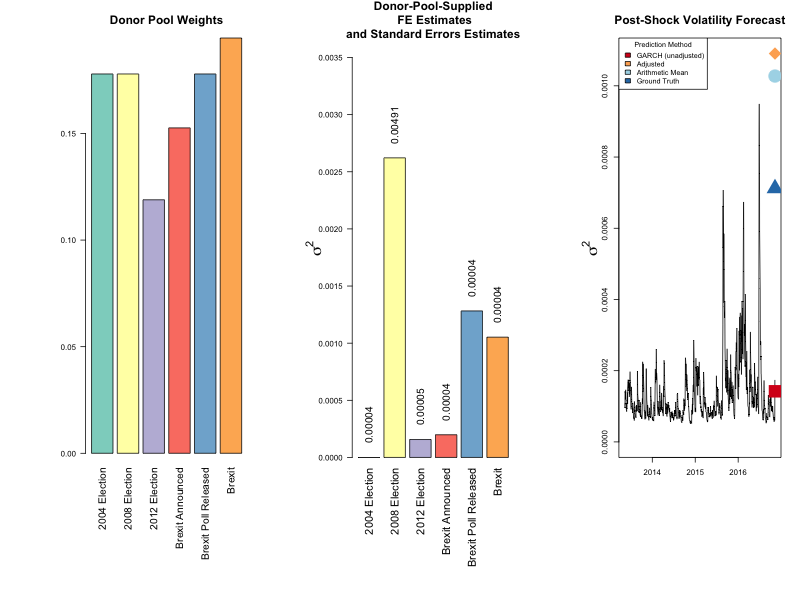 Donor Pool Weights
0.15
0.10
0.05
0.00
2004 Election
2008 Election
2012 Election
Brexit Announced
Brexit Poll Released
Brexit
Donor-Pool-Supplied
FE Estimates
and Standard Errors Estimates
σ2
0.0035
0.0030
0.0025
0.0020
0.0015
0.0010
0.0005
0.0000
0.00004
0.00491
0.00005
0.00004
0.00004
0.00004
2004 Election
2008 Election
2012 Election
Brexit Announced
Brexit Poll Released
Brexit
Post-Shock Volatility Forecast
σ2
0.0010
0.0008
0.0006
0.0004
0.0002
0.0000
Prediction Method
GARCH (unadjusted)
Adjusted
Arithmetic Mean
Ground Truth
2014
2015
2016